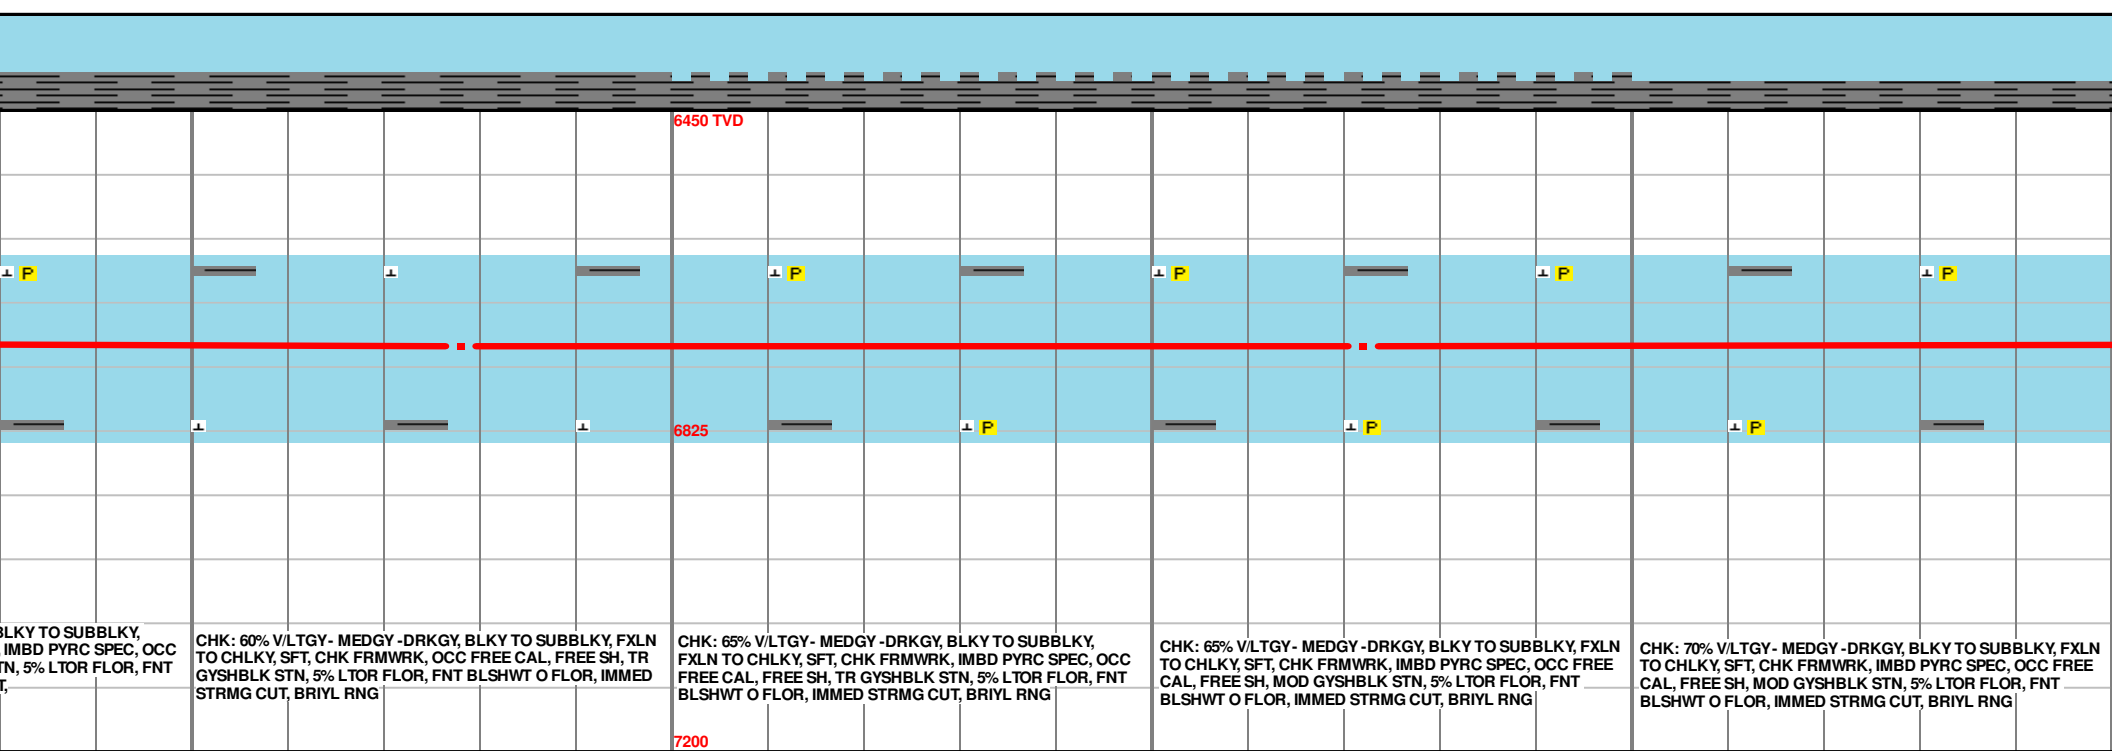 6450 TVD
P
P
P
P
P
6825
P
P
P
BLKY TO SUBBLKY,
IMBD PYRC SPEC, OCC
TN, 5% LTOR FLOR, FNT
T,
CHK: 60% V/LTGY- MEDGY -DRKGY, BLKY TO SUBBLKY, FXLN
TO CHLKY, SFT, CHK FRMWRK, OCC FREE CAL, FREE SH, TR
GYSHBLK STN, 5% LTOR FLOR, FNT BLSHWT O FLOR, IMMED
STRMG CUT, BRIYL RNG
CHK: 65% V/LTGY- MEDGY -DRKGY, BLKY TO SUBBLKY,
FXLN TO CHLKY, SFT, CHK FRMWRK, IMBD PYRC SPEC, OCC
FREE CAL, FREE SH, TR GYSHBLK STN, 5% LTOR FLOR, FNT
BLSHWT O FLOR, IMMED STRMG CUT, BRIYL RNG
CHK: 65% V/LTGY- MEDGY -DRKGY, BLKY TO SUBBLKY, FXLN
TO CHLKY, SFT, CHK FRMWRK, IMBD PYRC SPEC, OCC FREE
CAL, FREE SH, MOD GYSHBLK STN, 5% LTOR FLOR, FNT
BLSHWT O FLOR, IMMED STRMG CUT, BRIYL RNG
CHK: 70% V/LTGY- MEDGY -DRKGY, BLKY TO SUBBLKY, FXLN
TO CHLKY, SFT, CHK FRMWRK, IMBD PYRC SPEC, OCC FREE
CAL, FREE SH, MOD GYSHBLK STN, 5% LTOR FLOR, FNT
BLSHWT O FLOR, IMMED STRMG CUT, BRIYL RNG
7200